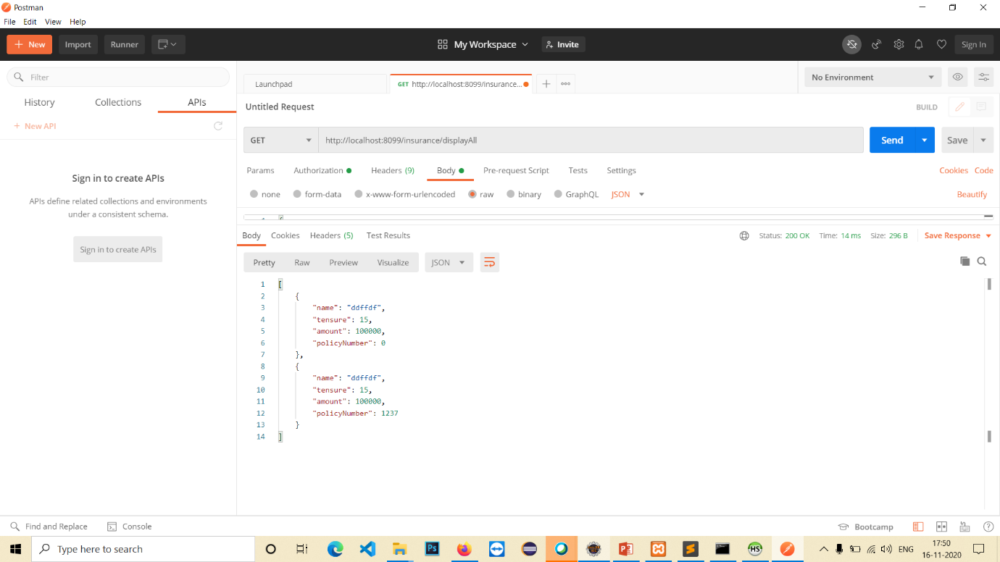 Postman
File Edit View Help
New Import Runner My Workspace Invite Sign In
Filter
History Collections APIs
+ New API
Sign in to create APIs
APIs define related collections and environments
under a consistent schema.
Sign in to create APIs
Launchpad GET http://localhost:8099/insurance... + ooo No Environment
Untitled Request BUILD
GET http://localhost:8099/insurance/displayAll Send Save
Params Authorization Headers (9) Body Pre-request Script Tests Settings Cookies Code
none form-data x-www-form-urlencoded raw binary GraphQL JSON Beautify
Body Cookies Headers (5) Test Results Status: 200 OK Time: 14 ms Size: 296 B Save Response
Pretty Raw Preview Visualize JSON
1 [
2 {
3 "name": "ddffdf",
4 "tensure": 15,
5 "amount": 100000,
6 "policyNumber": 0
7 },
8 {
9 "name": "ddffdf",
10 "tensure": 15,
11 "amount": 100000,
12 "policyNumber": 1237
13 }
14 ]
Find and Replace Console Bootcamp
Type here to search Ps HS ENG 17:50
16-11-2020